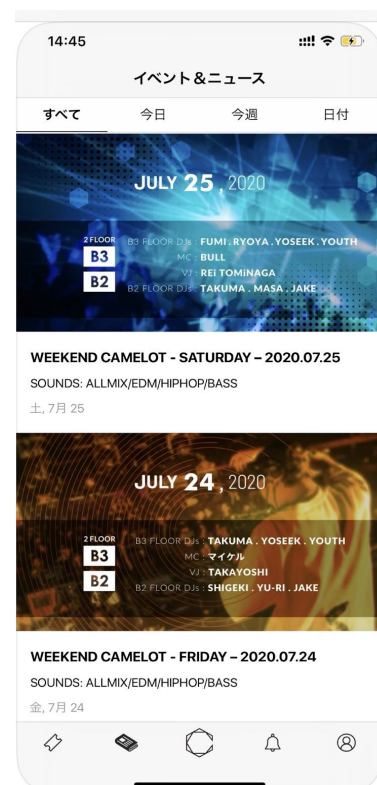 14:45
イベント＆ニュース
すべて 今日 今週 日付
JULY 25, 2020
2 FLOOR
B3
B2
B3 FLOOR DJs : FUMI . RYOYA . YOSEEK . YOUTH
MC : BULL
VJ : REi TOMiNAGA
B2 FLOOR DJs : TAKUMA . MASA . JAKE
WEEKEND CAMELOT - SATURDAY – 2020.07.25
SOUNDS: ALLMIX/EDM/HIPHOP/BASS
土, 7月 25
JULY 24, 2020
2 FLOOR
B3
B2
B3 FLOOR DJs : TAKUMA . YOSEEK . YOUTH
MC : マイケル
VJ : TAKAYOSHI
B2 FLOOR DJs : SHIGEKI . YU-RI . JAKE
WEEKEND CAMELOT - FRIDAY – 2020.07.24
SOUNDS: ALLMIX/EDM/HIPHOP/BASS
金, 7月 24